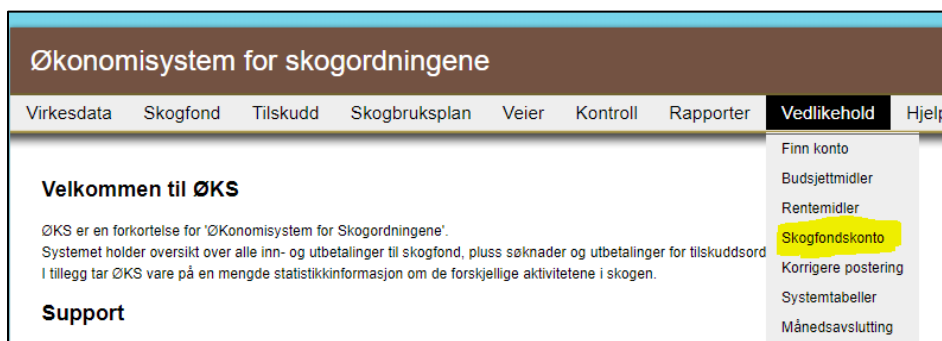 Økonomisystem for skogordningene
Virkesdata Skogfond Tilskudd Skogbruksplan Veier Kontroll Rapporter Vedlikehold Hjelp
Finn konto
Budsjettmidler
Rentemidler
Skogfondskonto
Korrigere postering
Systemtabeller
Månedsavslutting
Velkommen til ØKS
ØKS er en forkortelse for 'ØKonomisystem for Skogordningene'.
Systemet holder oversikt over alle inn- og utbetalinger til skogfond, pluss søknader og utbetalinger for tilskuddsord
I tillegg tar ØKS vare på en mengde statistikkinformasjon om de forskjellige aktivitetene i skogen.
Support